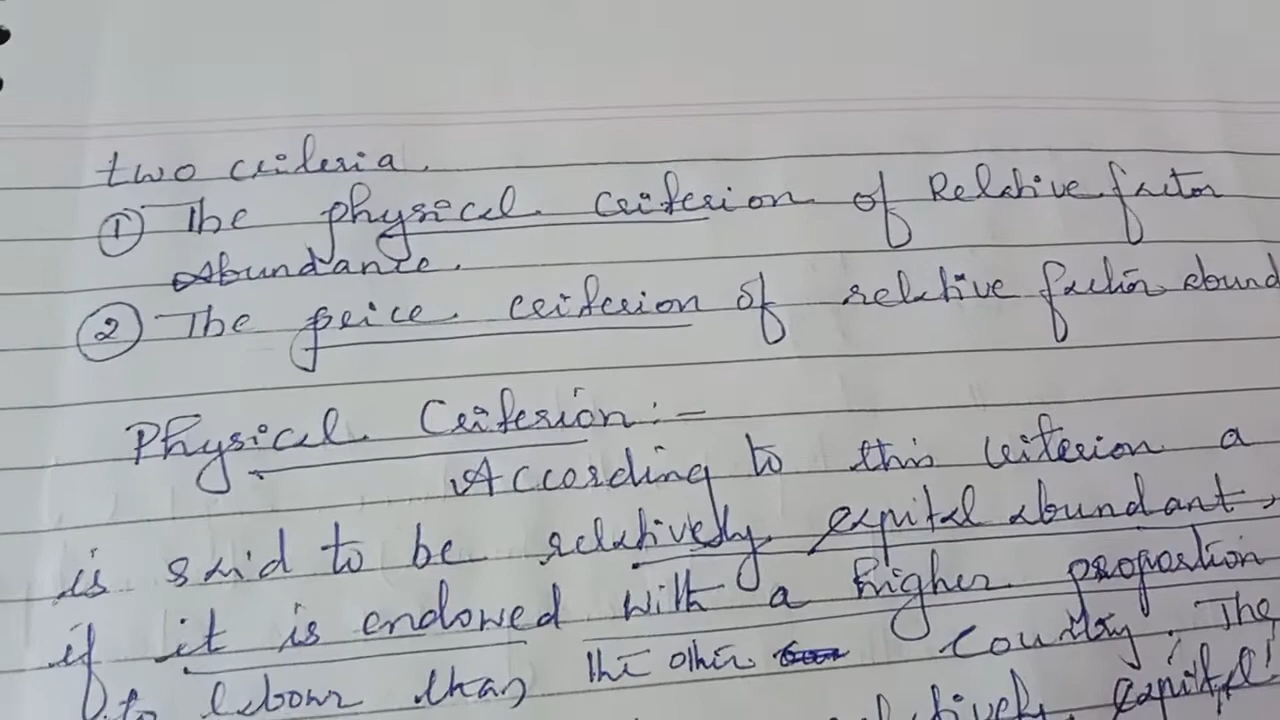 two criteria.
① The physical criterion of Relative factor
abundance.
② The price criterion of relative factor abund
Physical Criterion :-
According to this criterion a
is said to be relatively capital abundant,
if it is endowed with a higher proportion
to labour than the other country. The
capital